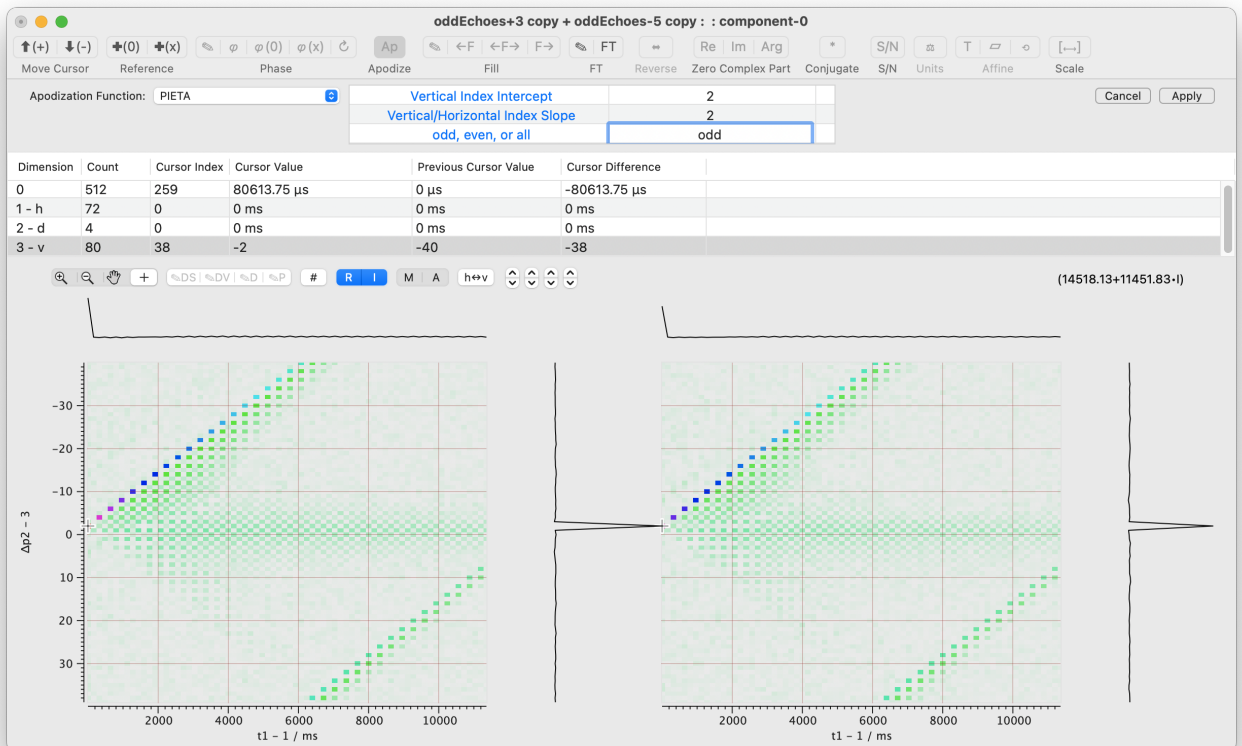 oddEchoes+3 copy + oddEchoes-5 copy : : component-0
↑(+) ↓(-) ✚(0) ✚(x) φ φ(0) φ(x) Ap ←F ←F→ F→ FT Re Im Arg * S/N T [↔]
Move Cursor Reference Phase Apodize Fill FT Reverse Zero Complex Part Conjugate S/N Units Affine Scale
Apodization Function: PIETA Vertical Index Intercept 2 Cancel Apply
Vertical/Horizontal Index Slope 2
odd, even, or all odd
Dimension Count Cursor Index Cursor Value Previous Cursor Value Cursor Difference
0 512 259 80613.75 µs 0 µs -80613.75 µs
1 - h 72 0 0 ms 0 ms 0 ms
2 - d 4 0 0 ms 0 ms 0 ms
3 - v 80 38 -2 -40 -38
+ DS DV D P # R I M A h↔v (14518.13+11451.83•I)
-30
-20
-10
0
10
20
30
Δp2 - 3
2000 4000 6000 8000 10000 2000 4000 6000 8000 10000
t1 - 1 / ms t1 - 1 / ms